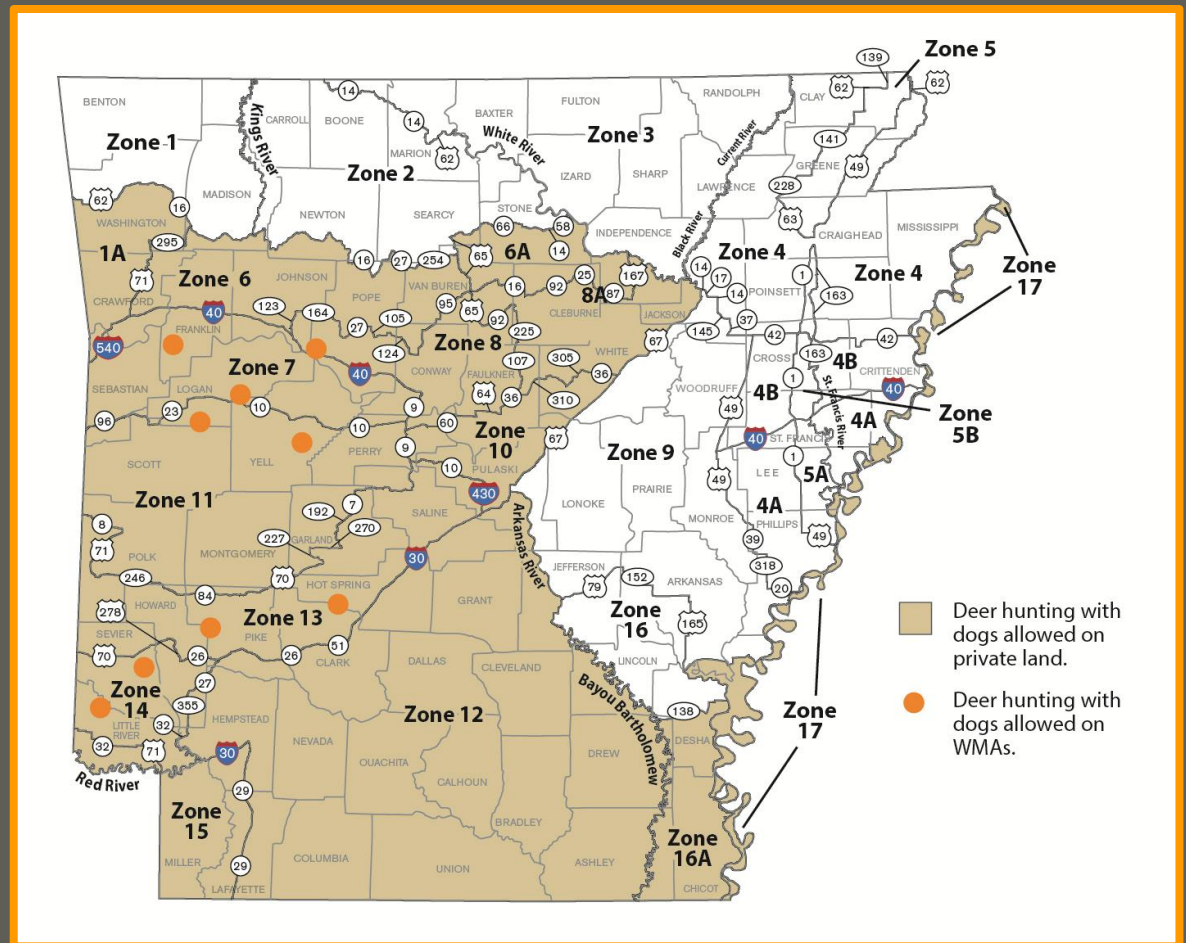 139
Zone 5
62
62
BENTON
14
CARROLL
BOONE
BAXTER
FULTON
RANDOLPH
CLAY
Kings River
14
White River
Zone 3
Current River
141
Zone 1
MARION
62
Zone 2
IZARD
SHARP
LAWRENCE
GREENE
49
228
62
MADISON
16
NEWTON
SEARCY
STONE
66
58
INDEPENDENCE
Black River
63
WASHINGTON
295
CRAIGHEAD
MISSISSIPPI
1A
71
Zone 6
16
27
254
65
6A
14
Zone 4
Zone 4
Zone
17
JOHNSON
POPE
VAN BUREN
16
92
25
167
87
8A
14
17
14
1
163
POINSETT
CRAWFORD
40
123
164
95
65
92
CLEBURNE
JACKSON
FRANKLIN
27
105
225
37
145
42
42
540
124
Zone 8
67
CROSS
163
4B
Zone 7
40
CONWAY
FAULKNER
107
305
WHITE
36
CRITTENDEN
SEBASTIAN
LOGAN
64
36
310
WOODRUFF
4B
1
40
23
10
9
49
St. Francis River
4A
Zone
5B
96
10
60
Zone
10
67
40
ST. FRANCIS
9
PERRY
Zone 9
1
SCOTT
YELL
10
PULASKI
LEE
5A
430
49
Zone 11
PRAIRIE
LONOKE
4A
7
192
SALINE
MONROE
PHILLIPS
8
270
Arkansas River
39
49
71
227
GARLAND
POLK
MONTGOMERY
30
JEFFERSON
318
246
70
HOT SPRING
152
ARKANSAS
79
20
84
HOWARD
GRANT
278
Zone 13
Zone
16
165
SEVIER
PIKE
51
70
26
26
CLARK
DALLAS
CLEVELAND
LINCOLN
27
Zone
14
355
Bayou Bartholomew
138
Zone
17
HEMPSTEAD
Zone 12
LITTLE
RIVER
32
32
71
30
NEVADA
DREW
DESHA
Red River
OUACHITA
CALHOUN
29
Zone
15
BRADLEY
Zone
16A
MILLER
29
COLUMBIA
UNION
ASHLEY
LAFAYETTE
CHICOT
Deer hunting with
dogs allowed on
private land.
Deer hunting with
dogs allowed on
WMAs.